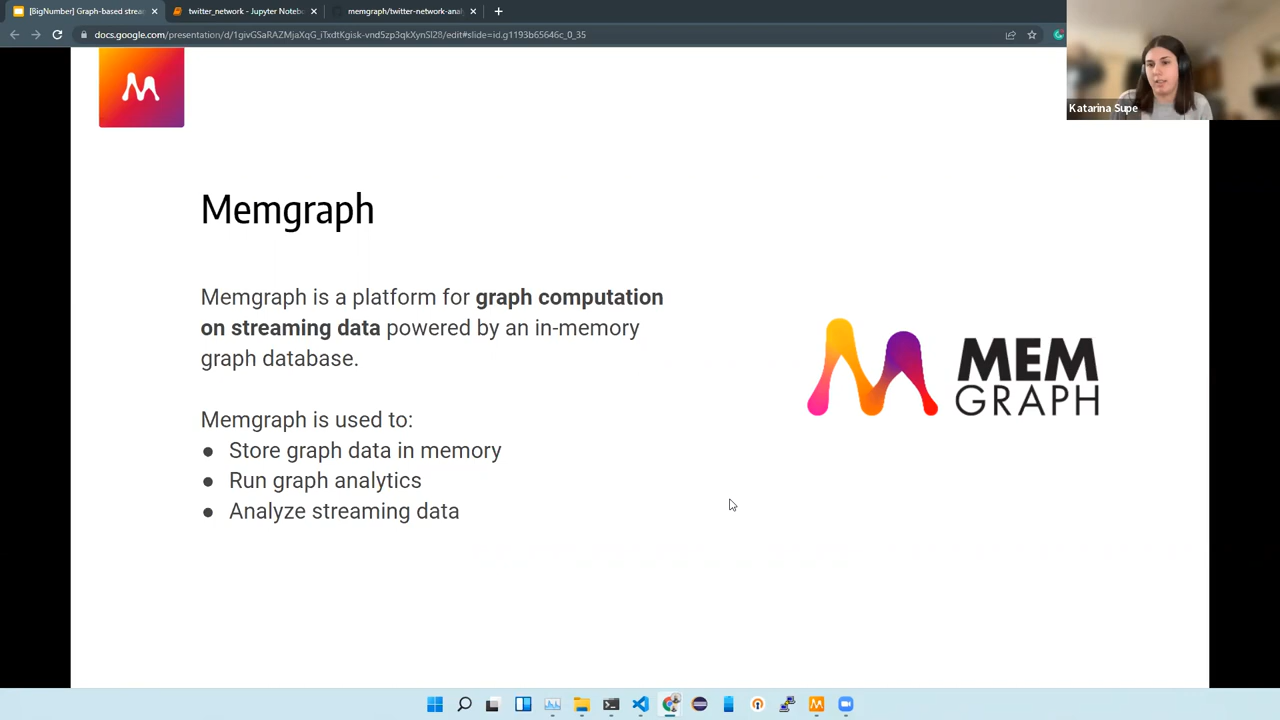 [BigNumber] Graph-based strea
twitter_network - Jupyter Notebo
memgraph/twitter-network-anal
docs.google.com/presentation/d/1givGSaRAZMjaXqG_iTxdtKgisk-vnd5zp3qkXynSl28/edit#slide=id.g1193b65646c_0_35
Katarina Supe
Memgraph
Memgraph is a platform for graph computation
on streaming data powered by an in-memory
graph database.
MEM
GRAPH
Memgraph is used to:
● Store graph data in memory
● Run graph analytics
● Analyze streaming data